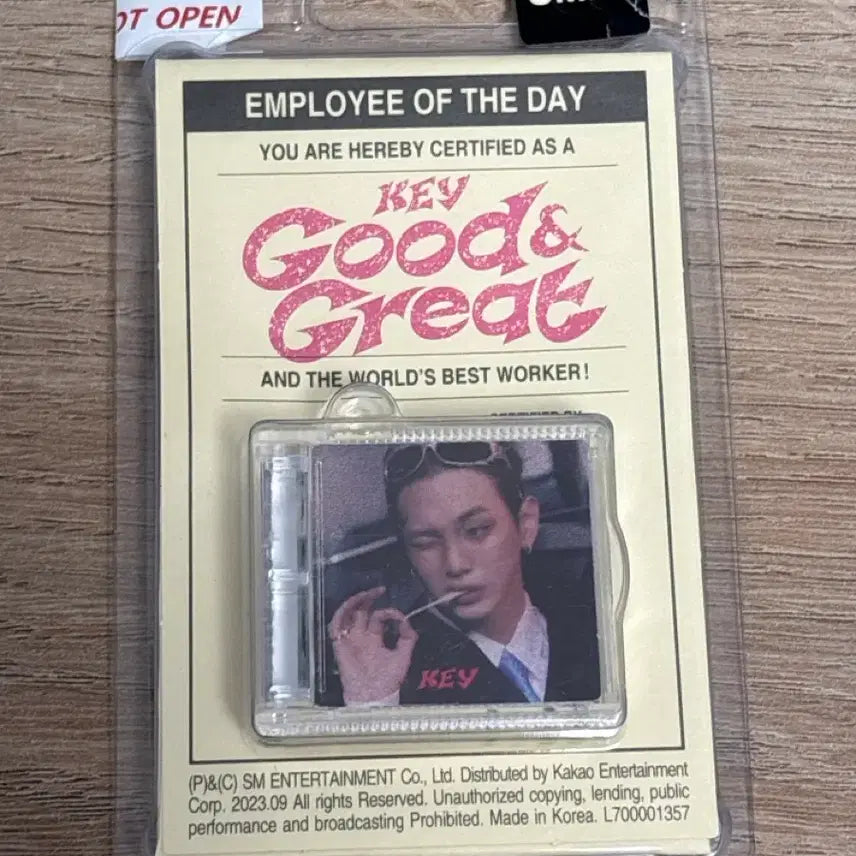 OT OPEN
EMPLOYEE OF THE DAY
YOU ARE HEREBY CERTIFIED AS A
KEY
Good &
Great
AND THE WORLD'S BEST WORKER!
KEY
(P)&(C) SM ENTERTAINMENT Co., Ltd. Distributed by Kakao Entertainment
Corp. 2023.09 All rights Reserved. Unauthorized copying, lending, public
performance and broadcasting Prohibited. Made in Korea. L700001357